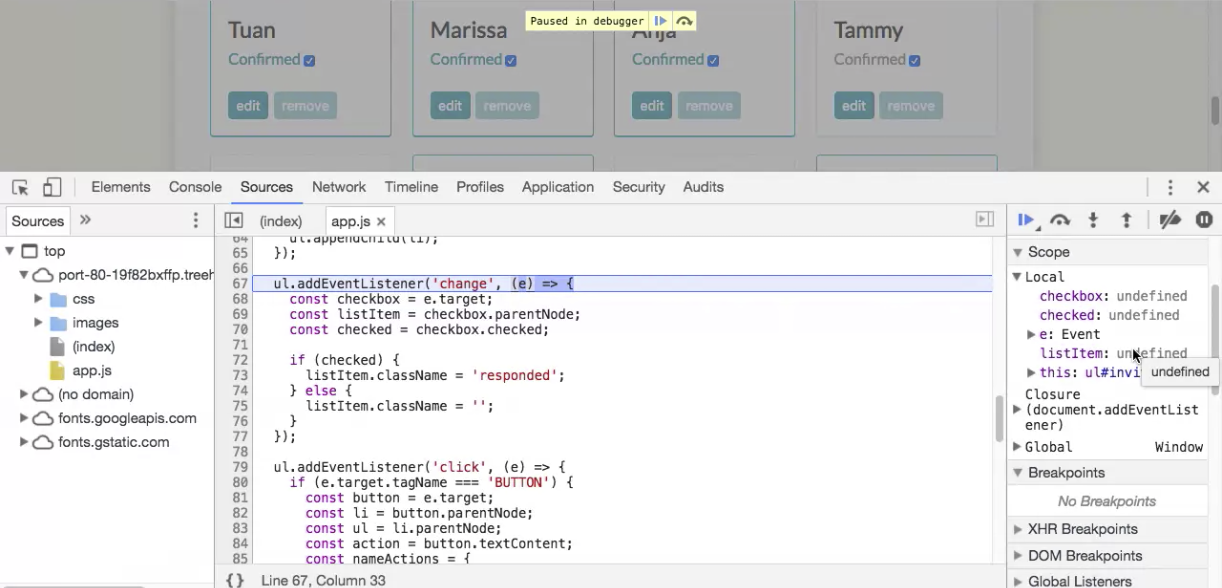 Paused in debugger
Tuan Marissa Anja Tammy
Confirmed Confirmed Confirmed Confirmed
edit remove edit remove edit remove edit remove
Elements Console Sources Network Timeline Profiles Application Security Audits
Sources » (index) app.js ×
top
port-80-19f82bxffp.treeh
css
images
(index)
app.js
(no domain)
fonts.googleapis.com
fonts.gstatic.com
64 ul.appendChild(li);
65 });
66
67 ul.addEventListener('change', (e) => {
68 const checkbox = e.target;
69 const listItem = checkbox.parentNode;
70 const checked = checkbox.checked;
71
72 if (checked) {
73 listItem.className = 'responded';
74 } else {
75 listItem.className = '';
76 }
77 });
78
79 ul.addEventListener('click', (e) => {
80 if (e.target.tagName === 'BUTTON') {
81 const button = e.target;
82 const li = button.parentNode;
83 const ul = li.parentNode;
84 const action = button.textContent;
85 const nameActions = {
{} Line 67, Column 33
Scope
Local
checkbox: undefined
checked: undefined
e: Event
listItem: undefined
this: ul#invi
undefined
Closure
(document.addEventList
ener)
Global Window
Breakpoints
No Breakpoints
XHR Breakpoints
DOM Breakpoints
Global Listeners